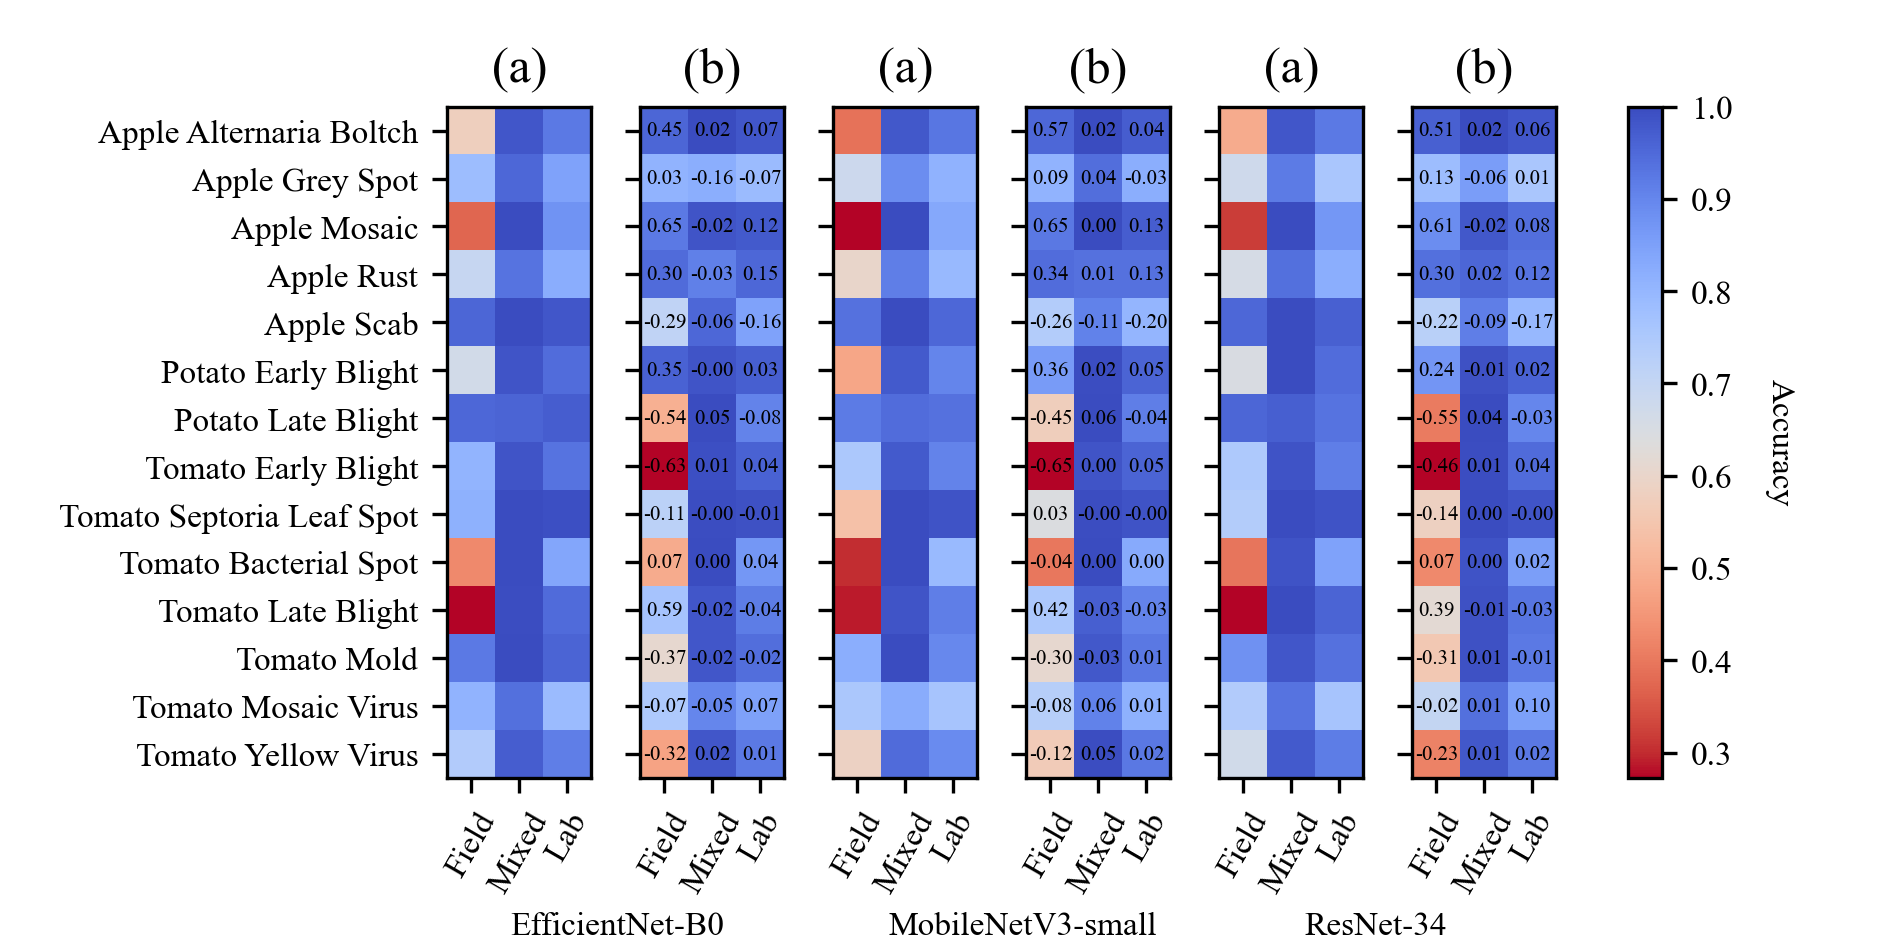 (a) (b) (a) (b) (a) (b)
Apple Alternaria Boltch 0.45 0.02 0.07 0.57 0.02 0.04 0.51 0.02 0.06
Apple Grey Spot 0.03 -0.16 -0.07 0.09 0.04 -0.03 0.13 -0.06 0.01
Apple Mosaic 0.65 -0.02 0.12 0.65 0.00 0.13 0.61 -0.02 0.08
Apple Rust 0.30 -0.03 0.15 0.34 0.01 0.13 0.30 0.02 0.12
Apple Scab -0.29 -0.06 -0.16 -0.26 -0.11 -0.20 -0.22 -0.09 -0.17
Potato Early Blight 0.35 -0.00 0.03 0.36 0.02 0.05 0.24 -0.01 0.02
Potato Late Blight -0.54 0.05 -0.08 -0.45 0.06 -0.04 -0.55 0.04 -0.03
Tomato Early Blight -0.63 0.01 0.04 -0.65 0.00 0.05 -0.46 0.01 0.04
Tomato Septoria Leaf Spot -0.11 -0.00 -0.01 0.03 -0.00 -0.00 -0.14 0.00 -0.00
Tomato Bacterial Spot 0.07 0.00 0.04 -0.04 0.00 0.00 0.07 0.00 0.02
Tomato Late Blight 0.59 -0.02 -0.04 0.42 -0.03 -0.03 0.39 -0.01 -0.03
Tomato Mold -0.37 -0.02 -0.02 -0.30 -0.03 0.01 -0.31 0.01 -0.01
Tomato Mosaic Virus -0.07 -0.05 0.07 -0.08 0.06 0.01 -0.02 0.01 0.10
Tomato Yellow Virus -0.32 0.02 0.01 -0.12 0.05 0.02 -0.23 0.01 0.02
Field Mixed Lab Field Mixed Lab Field Mixed Lab Field Mixed Lab Field Mixed Lab Field Mixed Lab
EfficientNet-B0 MobileNetV3-small ResNet-34
1.0
0.9
0.8
0.7
0.6
0.5
0.4
0.3
Accuracy